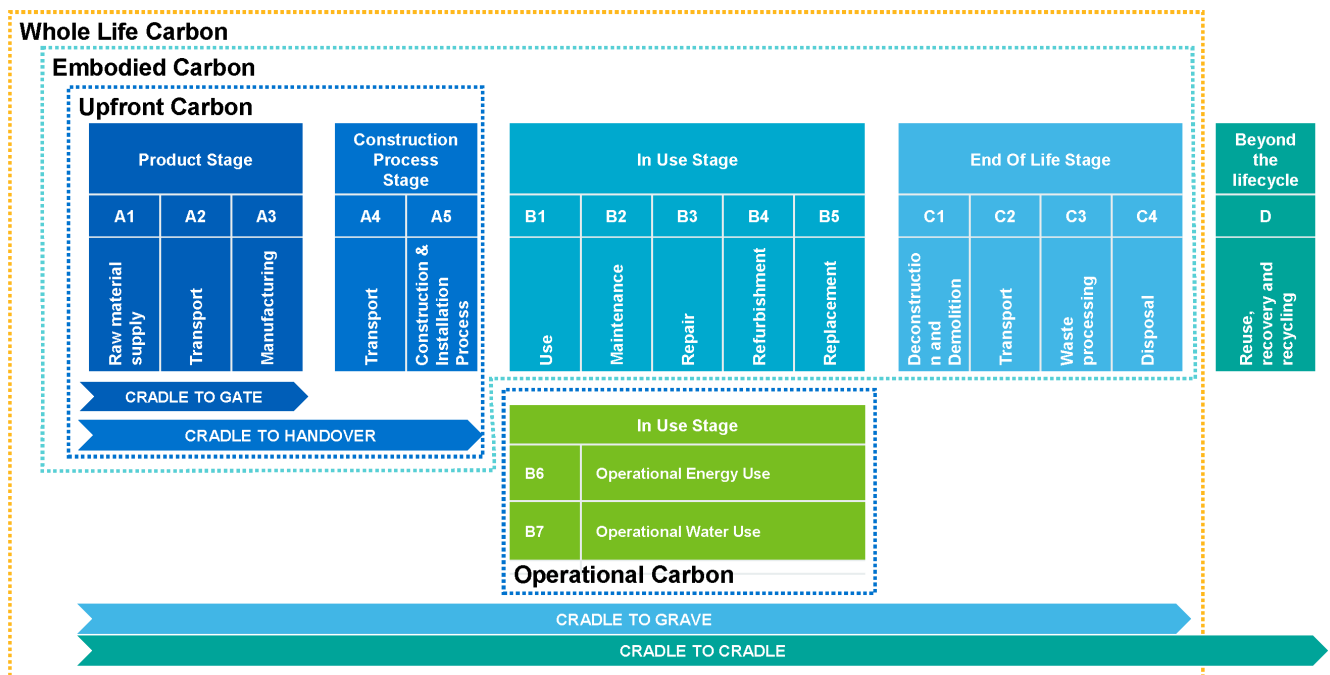 Whole Life Carbon
Embodied Carbon
Upfront Carbon
Product Stage
Construction
Process
Stage
In Use Stage
End Of Life Stage
Beyond
the
lifecycle
A1
A2
A3
A4
A5
B1
B2
B3
B4
B5
C1
C2
C3
C4
D
Raw material
supply
Transport
Manufacturing
Transport
Construction &
Installation
Process
Use
Maintenance
Repair
Refurbishment
Replacement
Deconstructio
n and
Demolition
Transport
Waste
processing
Disposal
Reuse,
recovery and
recycling
CRADLE TO GATE
CRADLE TO HANDOVER
In Use Stage
B6
Operational Energy Use
B7
Operational Water Use
Operational Carbon
CRADLE TO GRAVE
CRADLE TO CRADLE